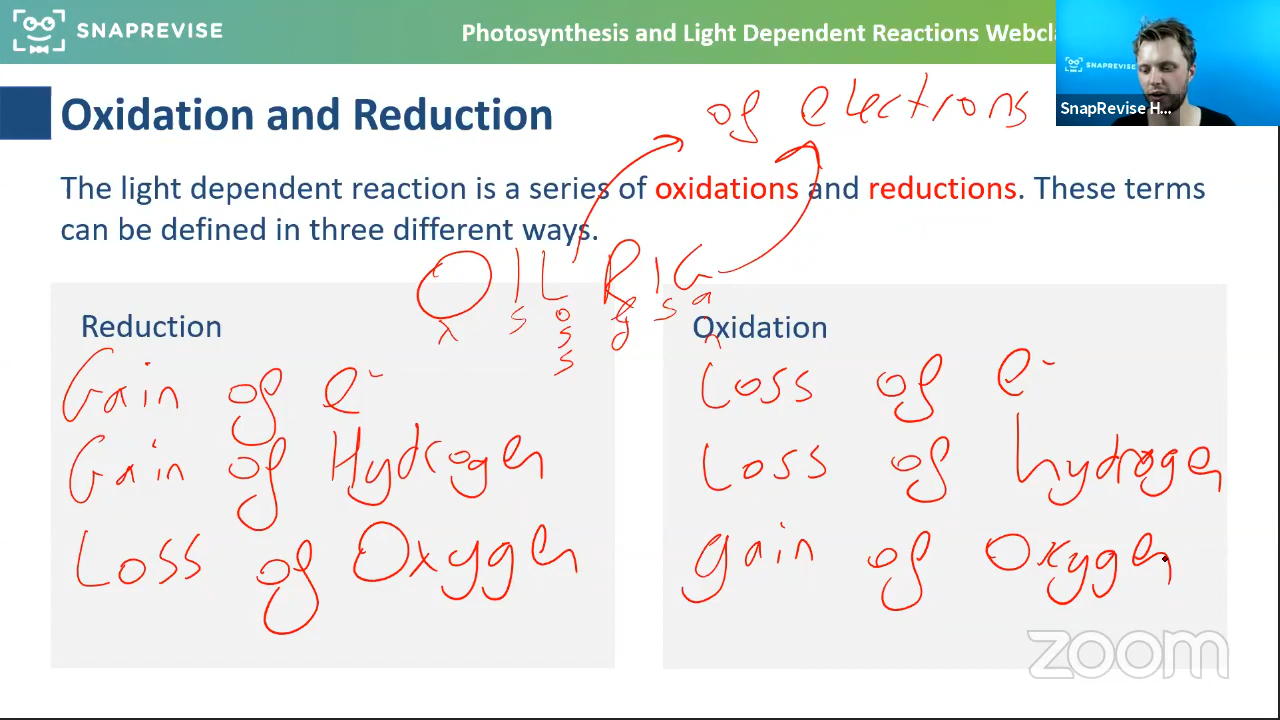 SNAPREVISE
Photosynthesis and Light Dependent Reactions Webcla
SNAPREVISE
SnapRevise H...
Oxidation and Reduction
of electrons
The light dependent reaction is a series of oxidations and reductions. These terms
can be defined in three different ways.
OIL RIG
Reduction
Gain of e-
Gain of Hydrogen
Loss of Oxygen
Oxidation
Loss of e-
Loss of hydrogen
gain of Oxygen
zoom